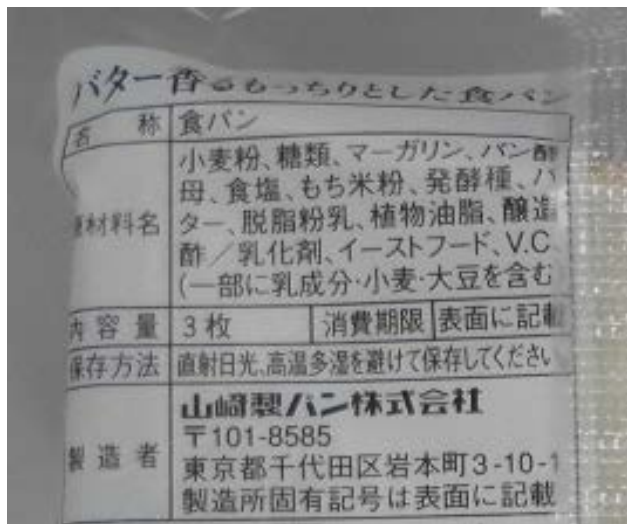 バター香るもっちりとした食パン
名称 食パン
原材料名 小麦粉、糖類、マーガリン、パン酵
母、食塩、もち米粉、発酵種、バ
ター、脱脂粉乳、植物油脂、醸造
酢／乳化剤、イーストフード、V.C
(一部に乳成分・小麦・大豆を含む
内容量 3枚 消費期限 表面に記載
保存方法 直射日光、高温多湿を避けて保存してください
製造者 山崎製パン株式会社
〒101-8585
東京都千代田区岩本町3-10-1
製造所固有記号は表面に記載